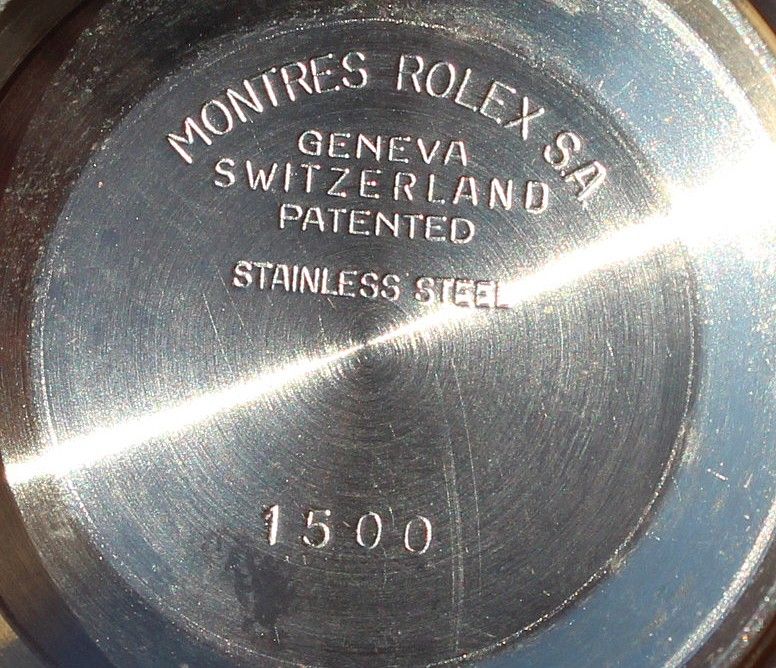 MONTRES ROLEX S.A.
GENEVA
SWITZERLAND
PATENTED
STAINLESS STEEL
1500